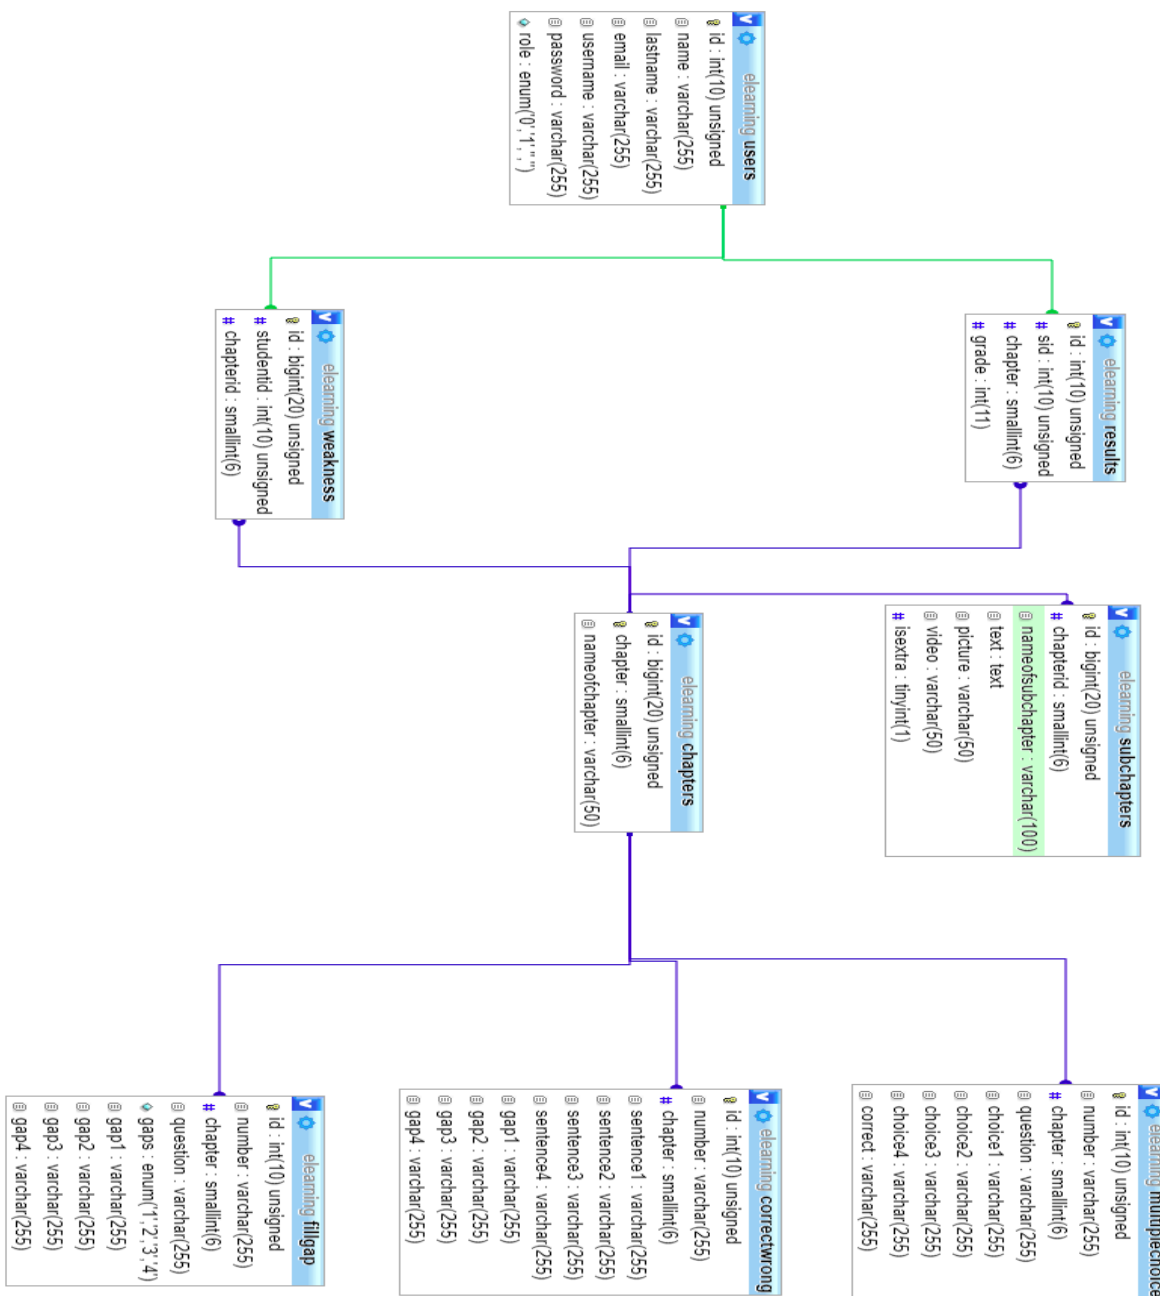 elearning users
id : int(10) unsigned
name : varchar(255)
lastname : varchar(255)
email : varchar(255)
username : varchar(255)
password : varchar(255)
role : enum('0','1','','')
elearning results
id : int(10) unsigned
sid : int(10) unsigned
chapter : smallint(6)
grade : int(11)
elearning weakness
id : bigint(20) unsigned
studentid : int(10) unsigned
chapterid : smallint(6)
elearning subchapters
id : bigint(20) unsigned
chapterid : smallint(6)
nameofsubchapter : varchar(100)
text : text
picture : varchar(50)
video : varchar(50)
isextra : tinyint(1)
elearning chapters
id : bigint(20) unsigned
chapter : smallint(6)
nameofchapter : varchar(50)
elearning multiplechoice
id : int(10) unsigned
number : varchar(255)
chapter : smallint(6)
question : varchar(255)
choice1 : varchar(255)
choice2 : varchar(255)
choice3 : varchar(255)
choice4 : varchar(255)
correct : varchar(255)
elearning correctwrong
id : int(10) unsigned
number : varchar(255)
chapter : smallint(6)
sentence1 : varchar(255)
sentence2 : varchar(255)
sentence3 : varchar(255)
sentence4 : varchar(255)
gap1 : varchar(255)
gap2 : varchar(255)
gap3 : varchar(255)
gap4 : varchar(255)
elearning fillgap
id : int(10) unsigned
number : varchar(255)
chapter : smallint(6)
question : varchar(255)
gaps : enum('1','2','3','4')
gap1 : varchar(255)
gap2 : varchar(255)
gap3 : varchar(255)
gap4 : varchar(255)